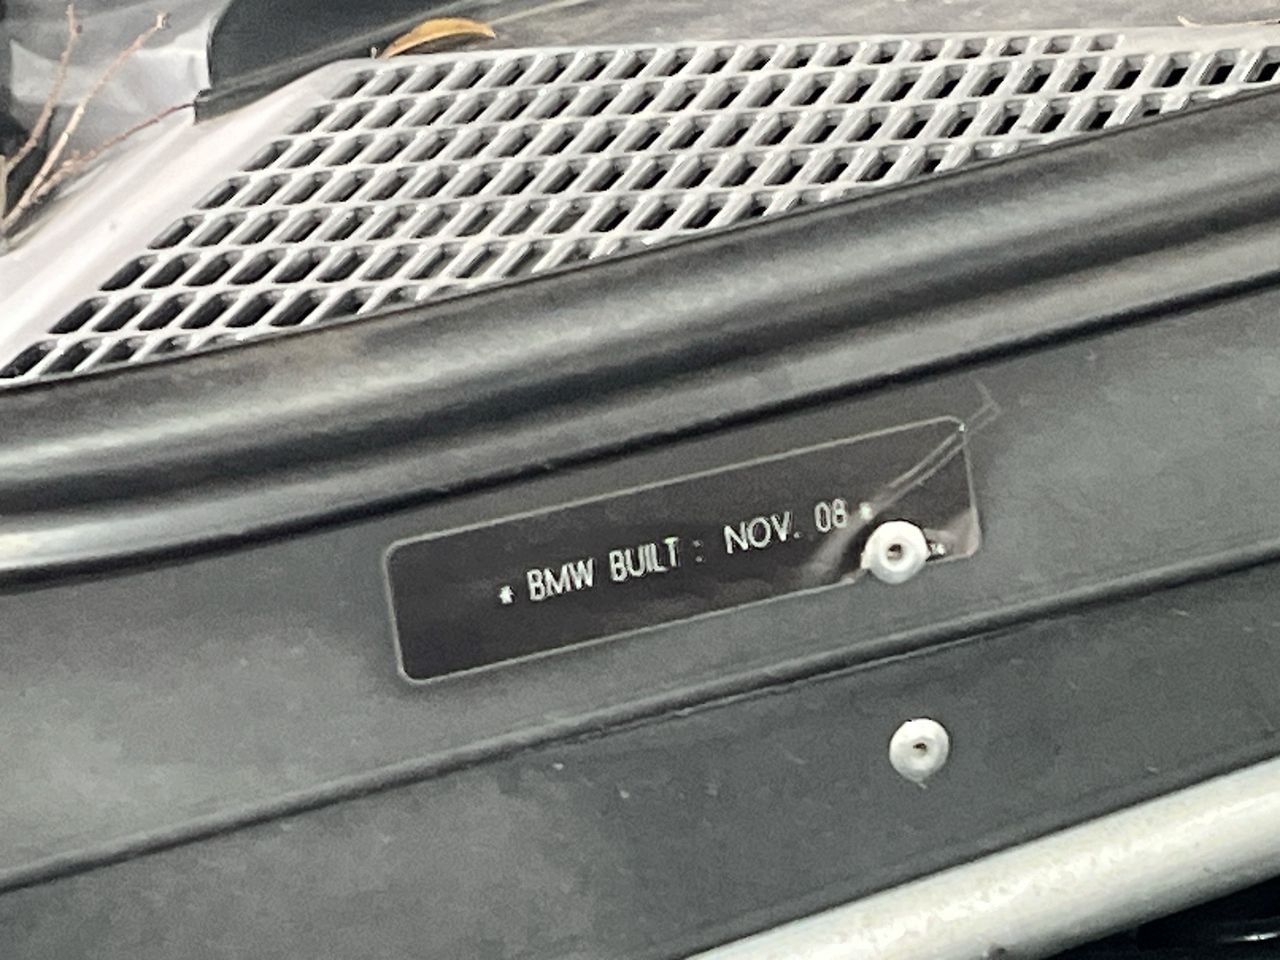 * BMW BUILT : NOV. 08 *